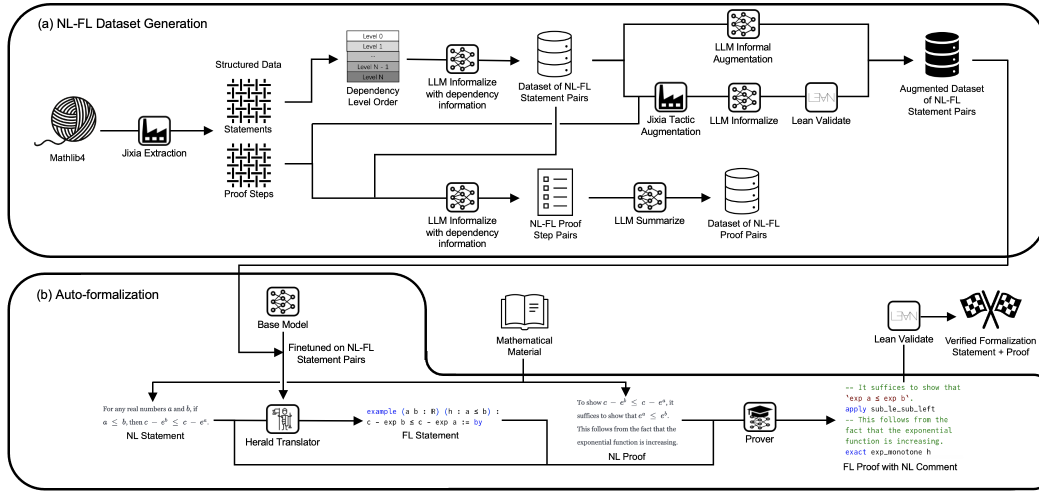 (a) NL-FL Dataset Generation
Mathlib4
Jixia Extraction
Structured Data
Statements
Proof Steps
Level 0
Level 1
...
Level N - 1
Level N
Dependency
Level Order
LLM Informalize
with dependency
information
Dataset of NL-FL
Statement Pairs
LLM Informal
Augmentation
Jixia Tactic
Augmentation
LLM Informalize
LEAN
Lean Validate
Augmented Dataset
of NL-FL
Statement Pairs
LLM Informalize
with dependency
information
NL-FL Proof
Step Pairs
LLM Summarize
Dataset of NL-FL
Proof Pairs
(b) Auto-formalization
Base Model
Finetuned on NL-FL
Statement Pairs
Mathematical
Material
LEAN
Lean Validate
Verified Formalization
Statement + Proof
For any real numbers a and b, if
a ≤ b, then c − e^b ≤ c − e^a.
NL Statement
Herald Translator
example (a b : ℝ) (h : a ≤ b) :
c - exp b ≤ c - exp a := by
FL Statement
To show c − e^b ≤ c − e^a, it
suffices to show that e^a ≤ e^b.
This follows from the fact that the
exponential function is increasing.
NL Proof
Prover
-- It suffices to show that
'exp a ≤ exp b'.
apply sub_le_sub_left
-- This follows from the
fact that the exponential
function is increasing.
exact exp_monotone h
FL Proof with NL Comment